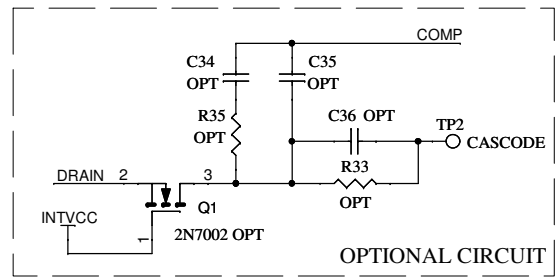 COMP
C34
OPT
C35
OPT
R35
OPT
C36 OPT
TP2
CASCODE
R33
OPT
DRAIN 2
3
INTVCC
Q1
1
2N7002 OPT
OPTIONAL CIRCUIT